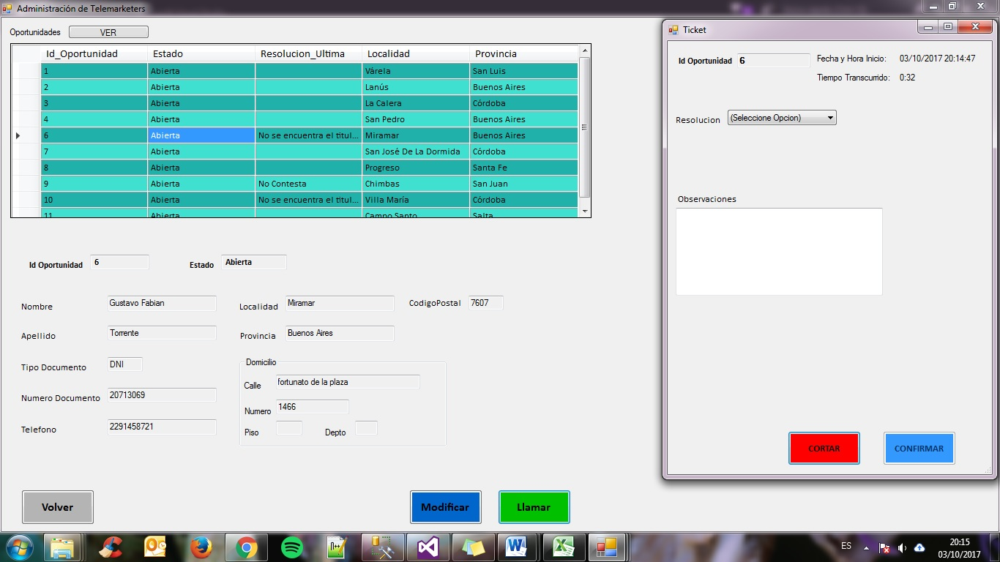 Administración de Telemarketers
Oportunidades VER
Id_Oportunidad Estado Resolucion_Ultima Localidad Provincia
1 Abierta Várela San Luis
2 Abierta Lanús Buenos Aires
3 Abierta La Calera Córdoba
4 Abierta San Pedro Buenos Aires
6 Abierta No se encuentra el titul... Miramar Buenos Aires
7 Abierta San José De La Dormida Córdoba
8 Abierta Progreso Santa Fe
9 Abierta No Contesta Chimbas San Juan
10 Abierta No se encuentra el titul... Villa María Córdoba
11 Abierta Campo Santo Salta
Id Oportunidad 6 Estado Abierta
Nombre Gustavo Fabian Localidad Miramar CodigoPostal 7607
Apellido Torrente Provincia Buenos Aires
Tipo Documento DNI
Numero Documento 20713069
Telefono 2291458721
Domicilio
Calle fortunato de la plaza
Numero 1466
Piso Depto
Volver Modificar Llamar
Ticket
Id Oportunidad 6 Fecha y Hora Inicio: 03/10/2017 20:14:47
Tiempo Transcurrido: 0:32
Resolucion (Seleccione Opcion)
Observaciones
CORTAR CONFIRMAR
ES 20:15
03/10/2017